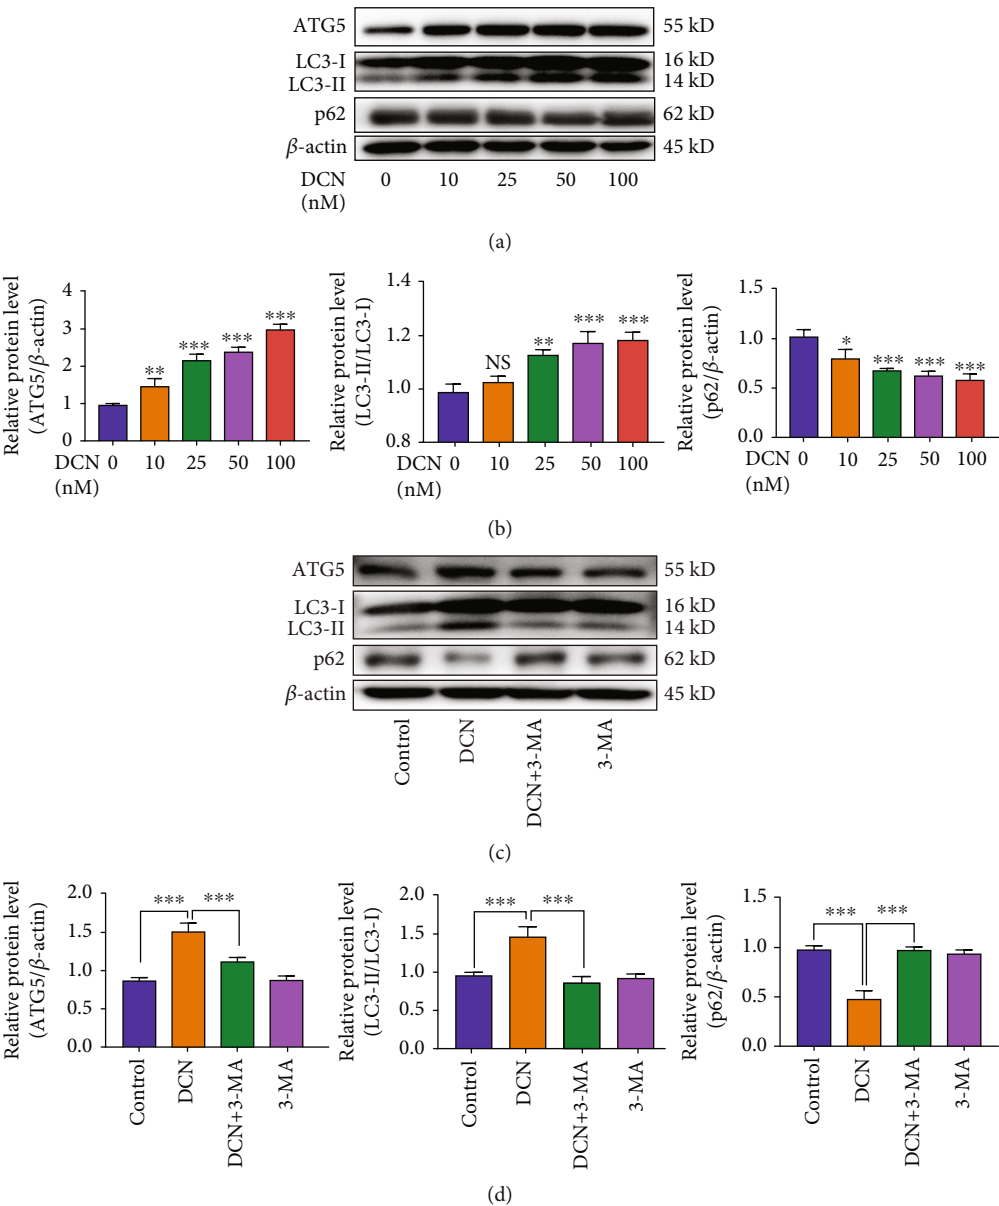 ATG5 55 kD
LC3-I 16 kD
LC3-II 14 kD
p62 62 kD
β-actin 45 kD
DCN 0 10 25 50 100
(nM)
(a)
Relative protein level
(ATG5/β-actin)
4
3
2
1
0
** *** *** ***
DCN 0 10 25 50 100
(nM)
Relative protein level
(LC3-II/LC3-I)
1.4
1.2
1.0
0.8
NS ** *** ***
DCN 0 10 25 50 100
(nM)
Relative protein level
(p62/β-actin)
1.5
1.0
0.5
0.0
* *** *** ***
DCN 0 10 25 50 100
(nM)
(b)
ATG5 55 kD
LC3-I 16 kD
LC3-II 14 kD
p62 62 kD
β-actin 45 kD
Control DCN DCN+3-MA 3-MA
(c)
Relative protein level
(ATG5/β-actin)
2.0
1.5
1.0
0.5
0.0
*** ***
Control DCN DCN+3-MA 3-MA
Relative protein level
(LC3-II/LC3-I)
2.0
1.5
1.0
0.5
0.0
*** ***
Control DCN DCN+3-MA 3-MA
Relative protein level
(p62/β-actin)
1.5
1.0
0.5
0.0
*** ***
Control DCN DCN+3-MA 3-MA
(d)